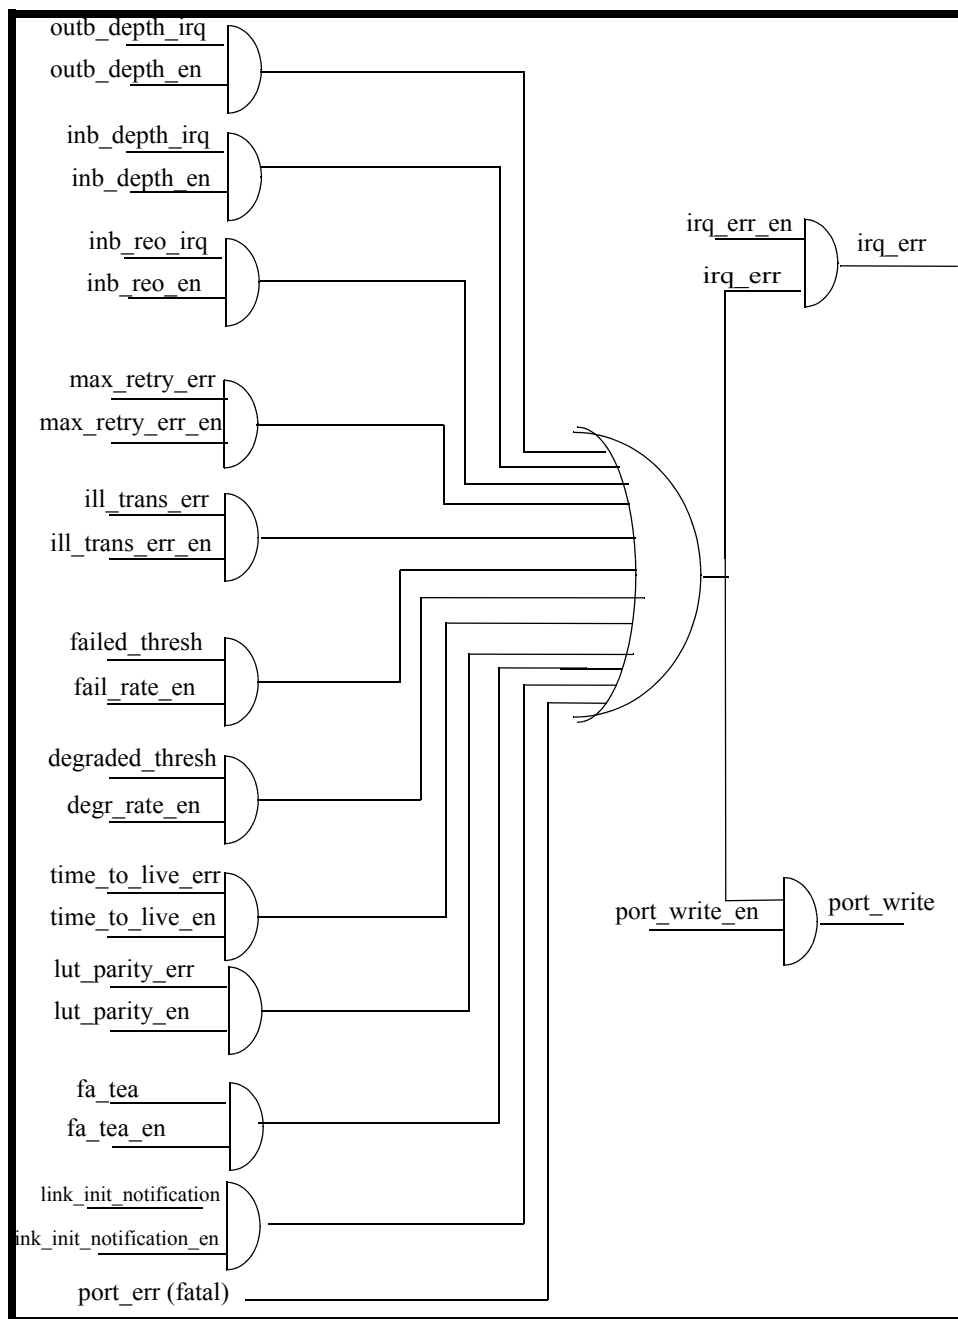 outb_depth_irq
outb_depth_en
inb_depth_irq
inb_depth_en
inb_reo_irq
inb_reo_en
max_retry_err
max_retry_err_en
ill_trans_err
ill_trans_err_en
failed_thresh
fail_rate_en
degraded_thresh
degr_rate_en
time_to_live_err
time_to_live_en
lut_parity_err
lut_parity_en
fa_tea
fa_tea_en
link_init_notification
ink_init_notification_en
port_err (fatal)
irq_err_en
irq_err
irq_err
port_write_en
port_write